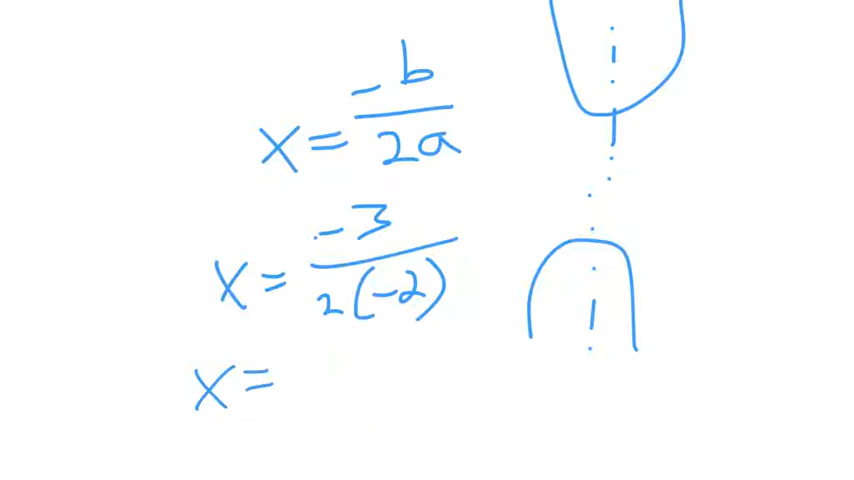 x = -b/2a
x = -3/2(-2)
x =